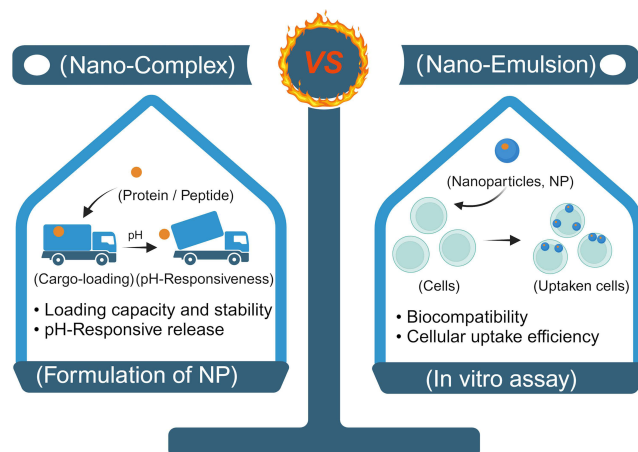 (Nano-Complex)
VS
(Nano-Emulsion)
(Protein / Peptide)
pH
(Cargo-loading)
(pH-Responsiveness)
• Loading capacity and stability
• pH-Responsive release
(Formulation of NP)
(Nanoparticles, NP)
(Cells)
(Uptaken cells)
• Biocompatibility
• Cellular uptake efficiency
(In vitro assay)